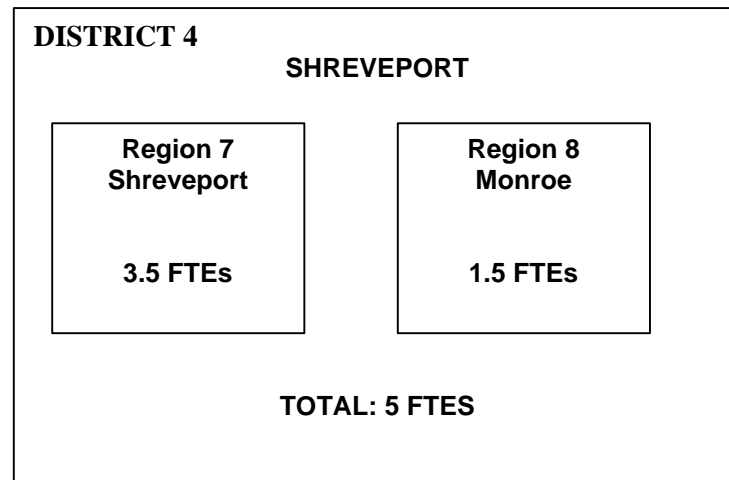 DISTRICT 4
SHREVEPORT
Region 7
Shreveport
3.5 FTEs
Region 8
Monroe
1.5 FTEs
TOTAL: 5 FTES